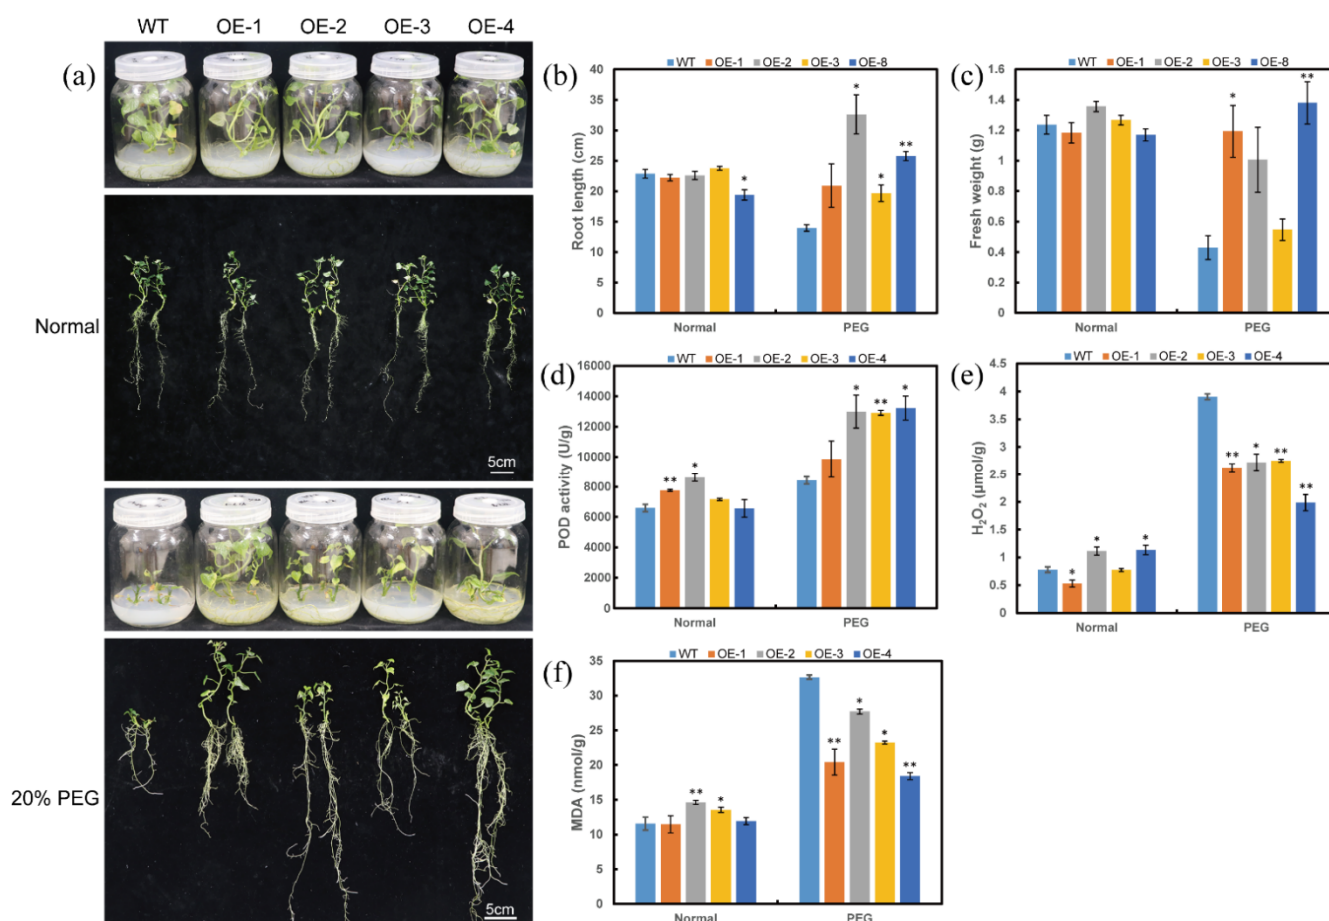 WT OE-1 OE-2 OE-3 OE-4
(a)
Normal
5cm
20% PEG
5cm
(b)
WT OE-1 OE-2 OE-3 OE-8
Root length (cm)
40
35
30
25
20
15
10
5
0
*
*
*
**
Normal PEG
(c)
WT OE-1 OE-2 OE-3 OE-8
Fresh weight (g)
1.6
1.4
1.2
1
0.8
0.6
0.4
0.2
0
*
**
Normal PEG
(d)
WT OE-1 OE-2 OE-3 OE-4
POD activity (U/g)
16000
14000
12000
10000
8000
6000
4000
2000
0
**
*
*
**
*
Normal PEG
(e)
WT OE-1 OE-2 OE-3 OE-4
H₂O₂ (μmol/g)
4.5
4
3.5
3
2.5
2
1.5
1
0.5
0
*
*
*
**
*
**
**
Normal PEG
(f)
WT OE-1 OE-2 OE-3 OE-4
MDA (nmol/g)
35
30
25
20
15
10
5
0
**
*
**
*
*
**
Normal PEG